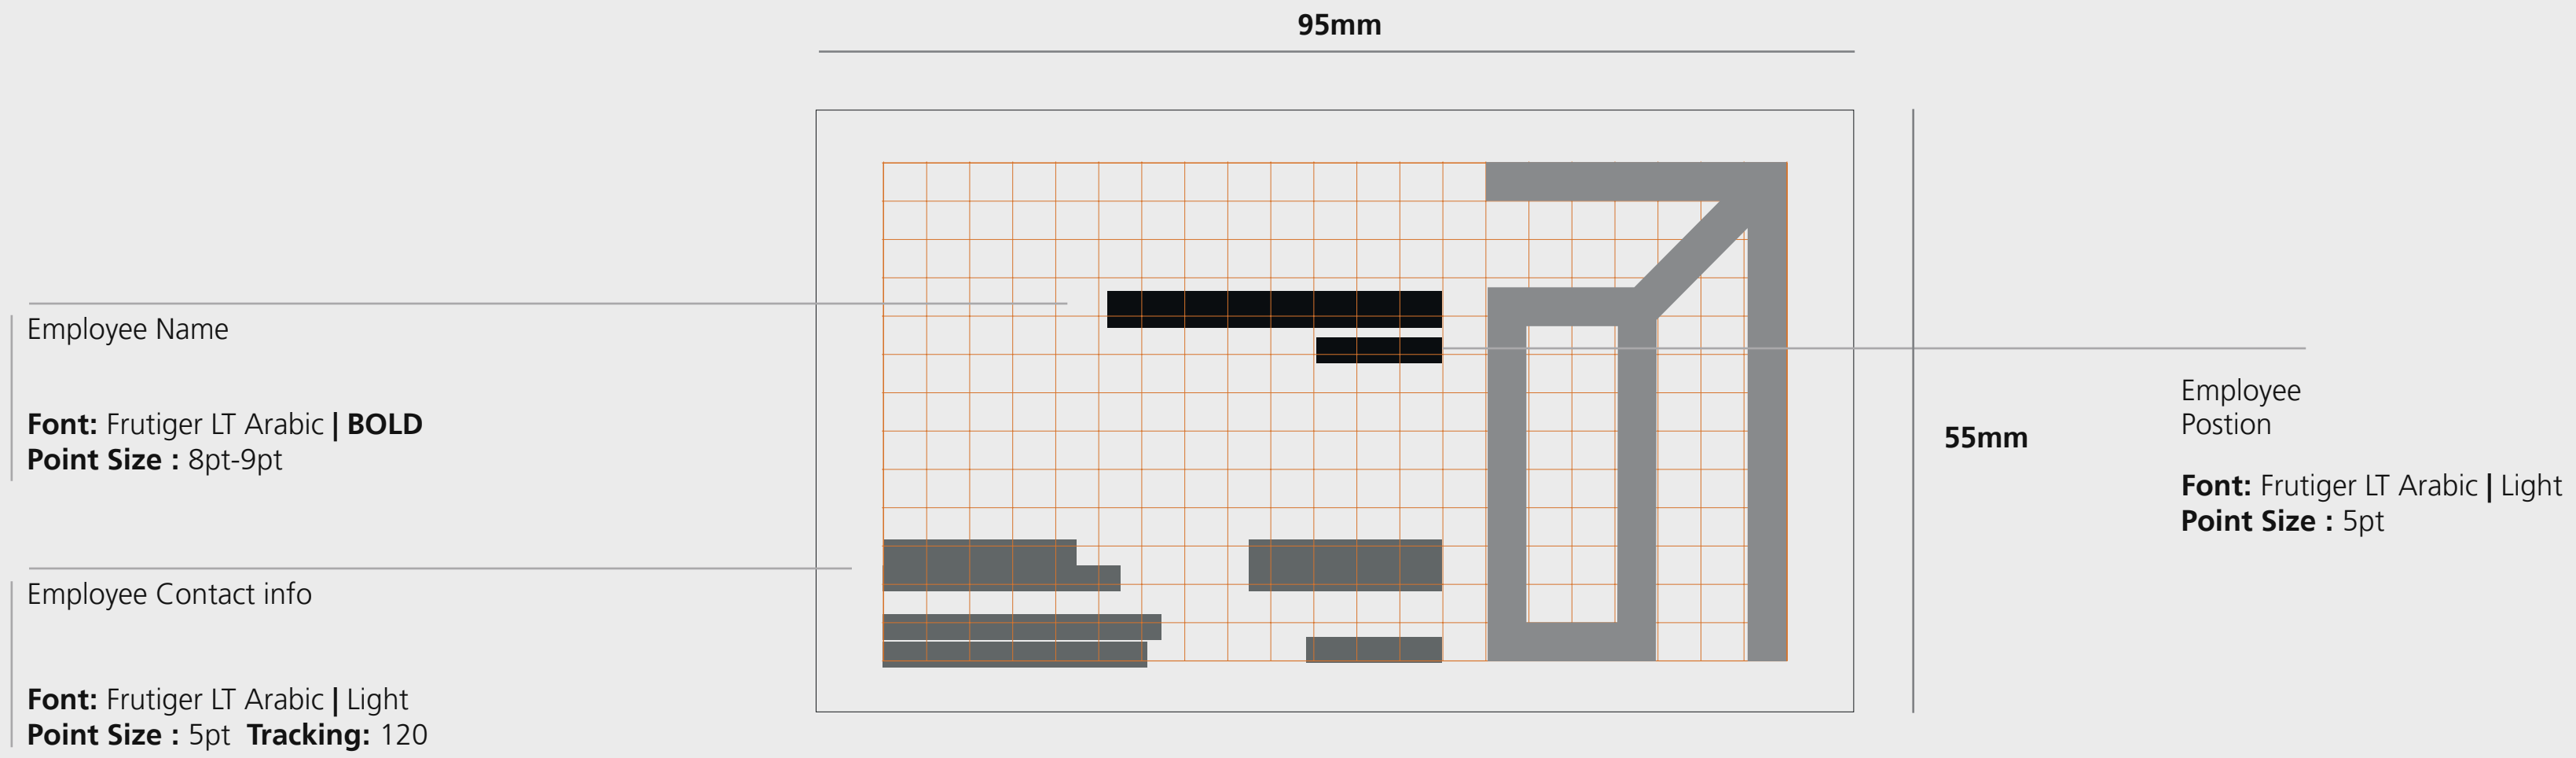 95mm
Employee Name
Font: Frutiger LT Arabic | BOLD
Point Size : 8pt-9pt
55mm
Employee
Postion
Font: Frutiger LT Arabic | Light
Point Size : 5pt
Employee Contact info
Font: Frutiger LT Arabic | Light
Point Size : 5pt Tracking: 120